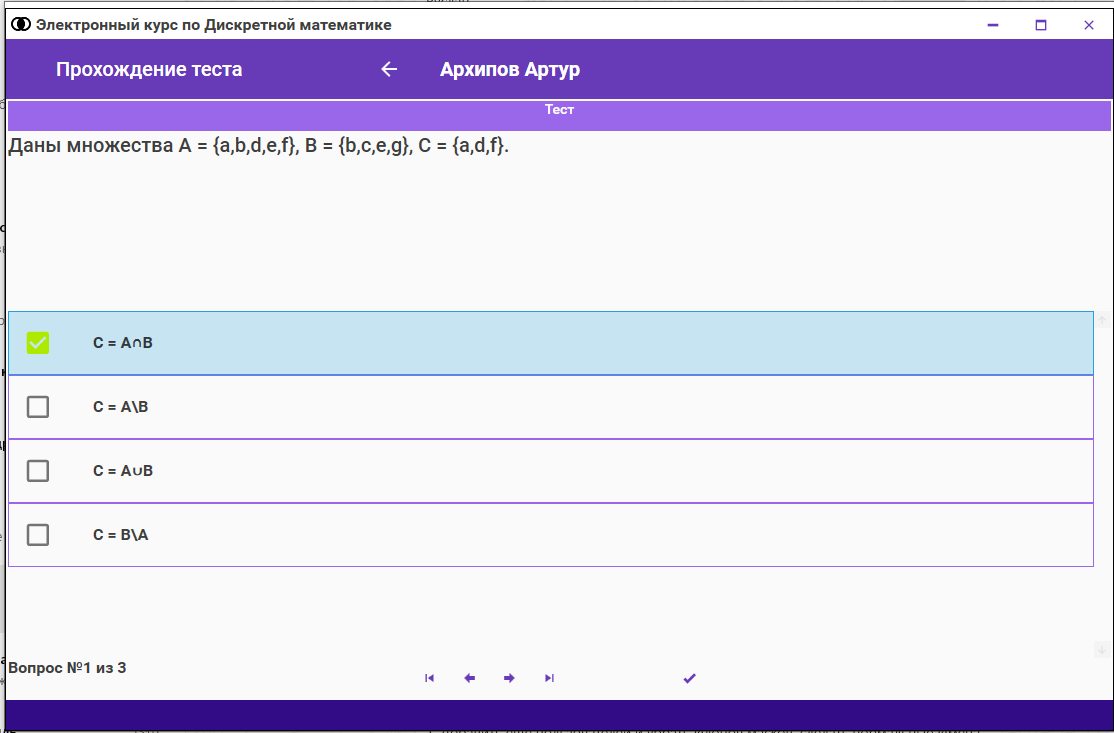 Электронный курс по Дискретной математике
Прохождение теста
Архипов Артур
Тест
Даны множества A = {a,b,d,e,f}, B = {b,c,e,g}, C = {a,d,f}.
C = A∩B
C = A\B
C = A∪B
C = B\A
Вопрос №1 из 3